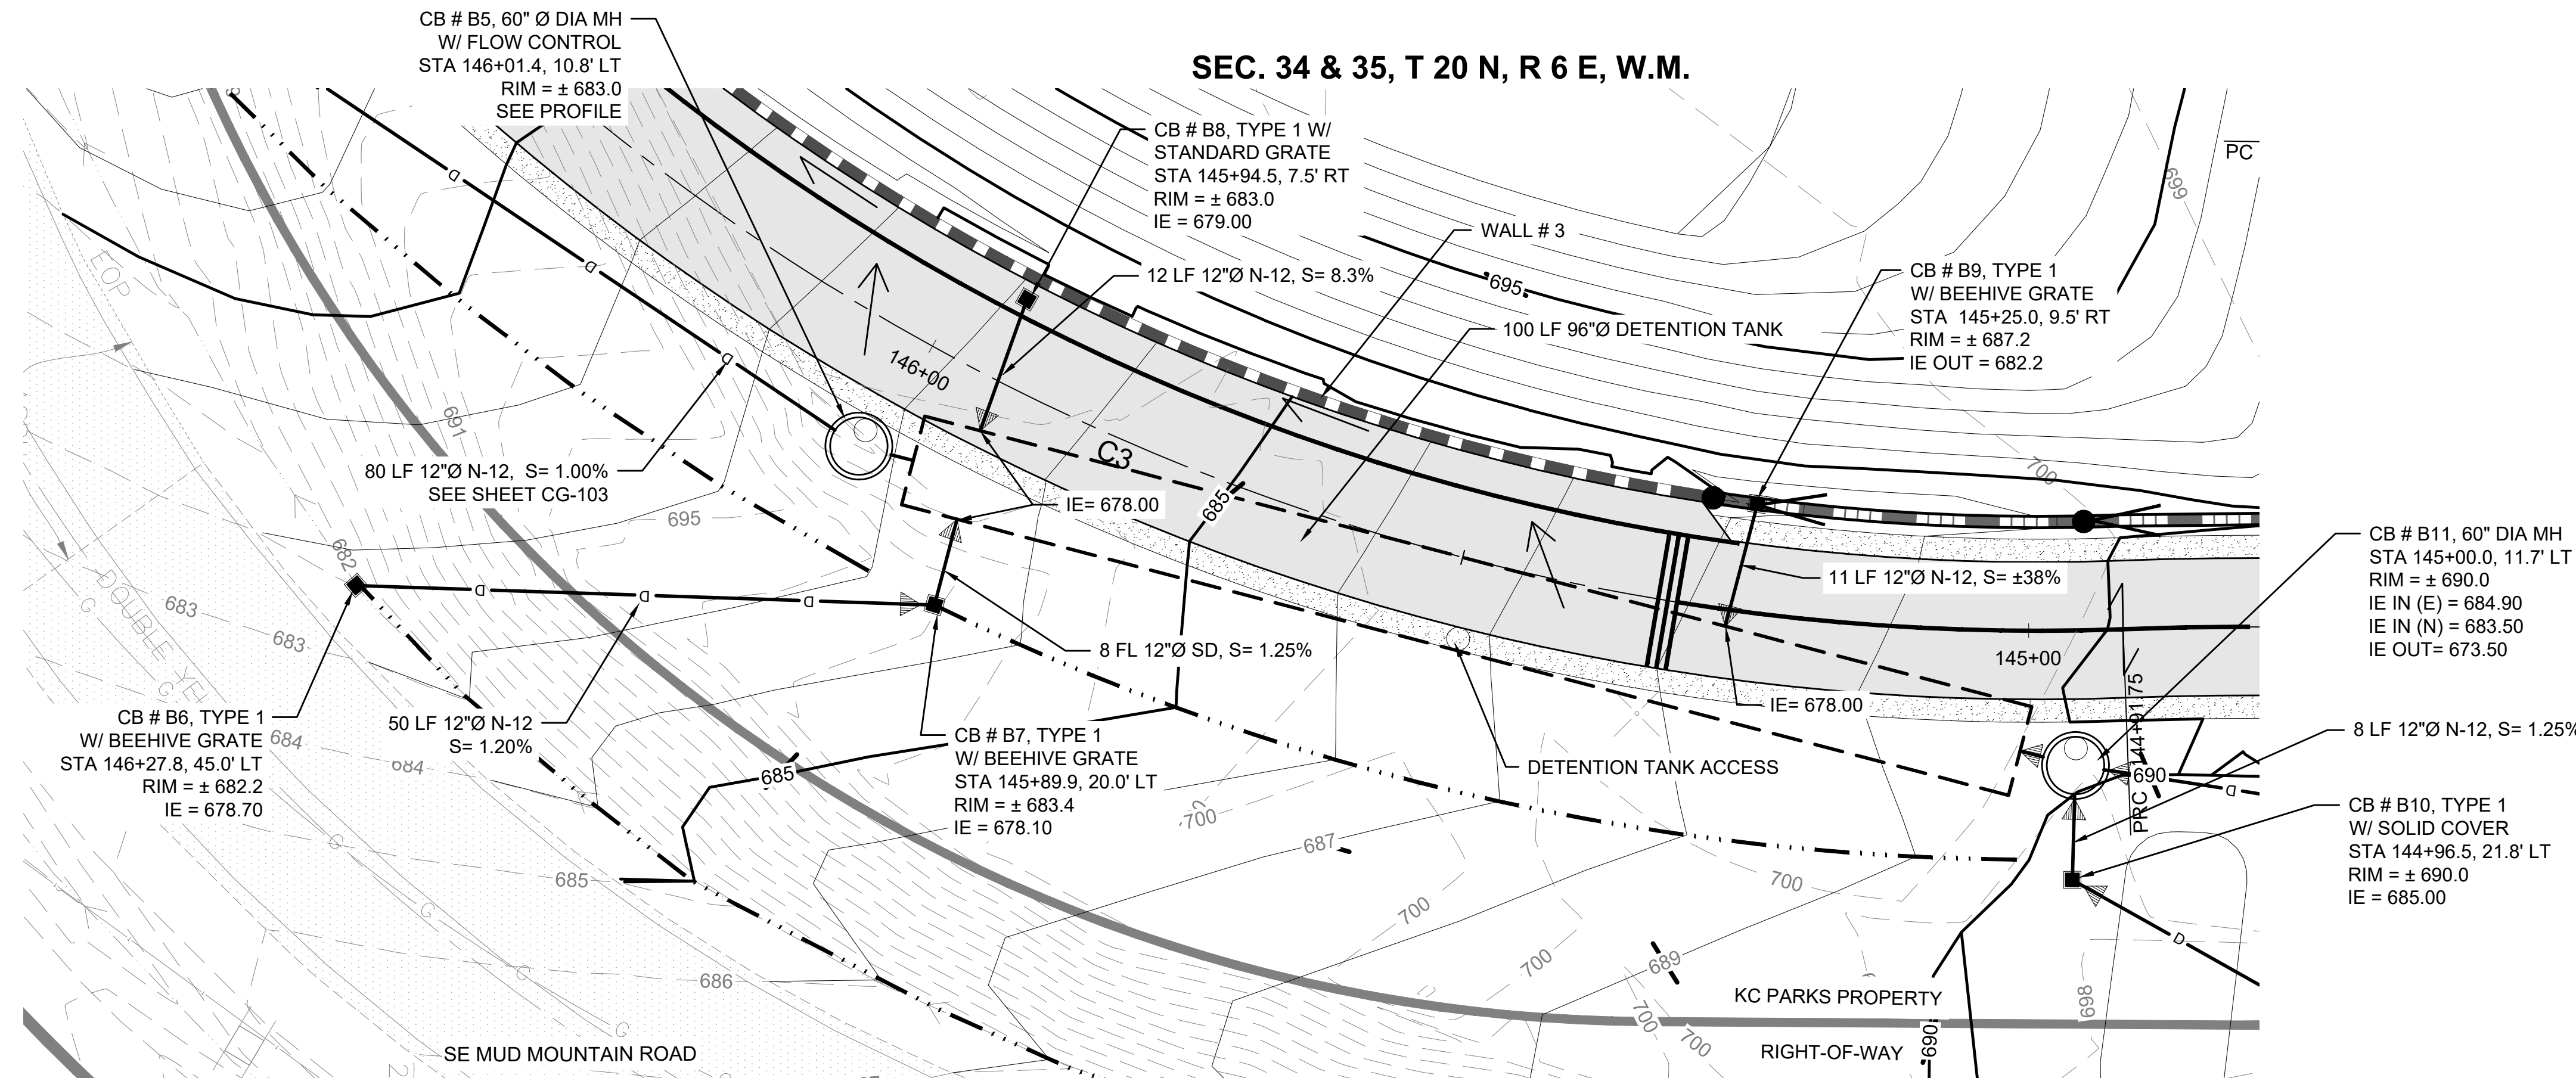 SEC. 34 & 35, T 20 N, R 6 E, W.M.
CB # B5, 60" Ø DIA MH
W/ FLOW CONTROL
STA 146+01.4, 10.8' LT
RIM = ± 683.0
SEE PROFILE
CB # B8, TYPE 1 W/
STANDARD GRATE
STA 145+94.5, 7.5' RT
RIM = ± 683.0
IE = 679.00
PC
699
WALL # 3
12 LF 12"Ø N-12, S= 8.3%
695
CB # B9, TYPE 1
W/ BEEHIVE GRATE
STA  145+25.0, 9.5' RT
RIM = ± 687.2
IE OUT = 682.2
100 LF 96"Ø DETENTION TANK
EOP
D
D
D
146+00
691
C3
700
80 LF 12"Ø N-12,  S= 1.00%
SEE SHEET CG-103
695
IE= 678.00
685
682
CB # B11, 60" DIA MH
STA 145+00.0, 11.7' LT
RIM = ± 690.0
IE IN (E) = 684.90
IE IN (N) = 683.50
IE OUT= 673.50
11 LF 12"Ø N-12, S= ±38%
D
D
D
DOUBLE YEL
G
G
683
683
8 FL 12"Ø SD, S= 1.25%
145+00
IE= 678.00
PRC 144+91.75
CB # B6, TYPE 1
W/ BEEHIVE GRATE
STA 146+27.8, 45.0' LT
RIM = ± 682.2
IE = 678.70
50 LF 12"Ø N-12
S= 1.20%
684
684
CB # B7, TYPE 1
W/ BEEHIVE GRATE
STA 145+89.9, 20.0' LT
RIM = ± 683.4
IE = 678.10
685
DETENTION TANK ACCESS
8 LF 12"Ø N-12, S= 1.25%
690
D
CB # B10, TYPE 1
W/ SOLID COVER
STA 144+96.5, 21.8' LT
RIM = ± 690.0
IE = 685.00
700
687
G
G
685
700
700
D
G
686
700
689
698
KC PARKS PROPERTY
G
700
700
690
RIGHT-OF-WAY
SE MUD MOUNTAIN ROAD